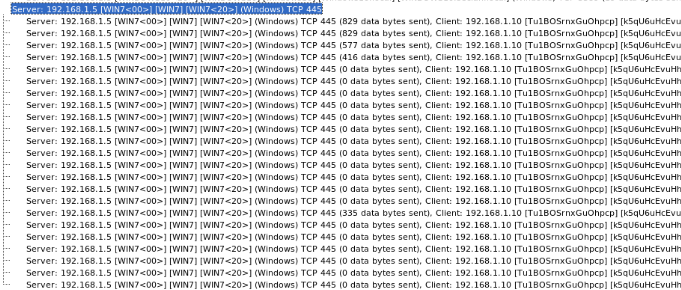 Server: 192.168.1.5 [WIN7<00>] [WIN7] [WIN7<20>] (Windows) TCP 445
Server: 192.168.1.5 [WIN7<00>] [WIN7] [WIN7<20>] (Windows) TCP 445 (829 data bytes sent), Client: 192.168.1.10 [Tu1BOSrnxGuOhpcp] [k5qU6uHcEvu
Server: 192.168.1.5 [WIN7<00>] [WIN7] [WIN7<20>] (Windows) TCP 445 (829 data bytes sent), Client: 192.168.1.10 [Tu1BOSrnxGuOhpcp] [k5qU6uHcEvu
Server: 192.168.1.5 [WIN7<00>] [WIN7] [WIN7<20>] (Windows) TCP 445 (577 data bytes sent), Client: 192.168.1.10 [Tu1BOSrnxGuOhpcp] [k5qU6uHcEvu
Server: 192.168.1.5 [WIN7<00>] [WIN7] [WIN7<20>] (Windows) TCP 445 (416 data bytes sent), Client: 192.168.1.10 [Tu1BOSrnxGuOhpcp] [k5qU6uHcEvu
Server: 192.168.1.5 [WIN7<00>] [WIN7] [WIN7<20>] (Windows) TCP 445 (0 data bytes sent), Client: 192.168.1.10 [Tu1BOSrnxGuOhpcp] [k5qU6uHcEvuHh
Server: 192.168.1.5 [WIN7<00>] [WIN7] [WIN7<20>] (Windows) TCP 445 (0 data bytes sent), Client: 192.168.1.10 [Tu1BOSrnxGuOhpcp] [k5qU6uHcEvuHh
Server: 192.168.1.5 [WIN7<00>] [WIN7] [WIN7<20>] (Windows) TCP 445 (0 data bytes sent), Client: 192.168.1.10 [Tu1BOSrnxGuOhpcp] [k5qU6uHcEvuHh
Server: 192.168.1.5 [WIN7<00>] [WIN7] [WIN7<20>] (Windows) TCP 445 (0 data bytes sent), Client: 192.168.1.10 [Tu1BOSrnxGuOhpcp] [k5qU6uHcEvuHh
Server: 192.168.1.5 [WIN7<00>] [WIN7] [WIN7<20>] (Windows) TCP 445 (0 data bytes sent), Client: 192.168.1.10 [Tu1BOSrnxGuOhpcp] [k5qU6uHcEvuHh
Server: 192.168.1.5 [WIN7<00>] [WIN7] [WIN7<20>] (Windows) TCP 445 (0 data bytes sent), Client: 192.168.1.10 [Tu1BOSrnxGuOhpcp] [k5qU6uHcEvuHh
Server: 192.168.1.5 [WIN7<00>] [WIN7] [WIN7<20>] (Windows) TCP 445 (0 data bytes sent), Client: 192.168.1.10 [Tu1BOSrnxGuOhpcp] [k5qU6uHcEvuHh
Server: 192.168.1.5 [WIN7<00>] [WIN7] [WIN7<20>] (Windows) TCP 445 (0 data bytes sent), Client: 192.168.1.10 [Tu1BOSrnxGuOhpcp] [k5qU6uHcEvuHh
Server: 192.168.1.5 [WIN7<00>] [WIN7] [WIN7<20>] (Windows) TCP 445 (0 data bytes sent), Client: 192.168.1.10 [Tu1BOSrnxGuOhpcp] [k5qU6uHcEvuHh
Server: 192.168.1.5 [WIN7<00>] [WIN7] [WIN7<20>] (Windows) TCP 445 (0 data bytes sent), Client: 192.168.1.10 [Tu1BOSrnxGuOhpcp] [k5qU6uHcEvuHh
Server: 192.168.1.5 [WIN7<00>] [WIN7] [WIN7<20>] (Windows) TCP 445 (0 data bytes sent), Client: 192.168.1.10 [Tu1BOSrnxGuOhpcp] [k5qU6uHcEvuHh
Server: 192.168.1.5 [WIN7<00>] [WIN7] [WIN7<20>] (Windows) TCP 445 (0 data bytes sent), Client: 192.168.1.10 [Tu1BOSrnxGuOhpcp] [k5qU6uHcEvuHh
Server: 192.168.1.5 [WIN7<00>] [WIN7] [WIN7<20>] (Windows) TCP 445 (335 data bytes sent), Client: 192.168.1.10 [Tu1BOSrnxGuOhpcp] [k5qU6uHcEvu
Server: 192.168.1.5 [WIN7<00>] [WIN7] [WIN7<20>] (Windows) TCP 445 (0 data bytes sent), Client: 192.168.1.10 [Tu1BOSrnxGuOhpcp] [k5qU6uHcEvuHh
Server: 192.168.1.5 [WIN7<00>] [WIN7] [WIN7<20>] (Windows) TCP 445 (0 data bytes sent), Client: 192.168.1.10 [Tu1BOSrnxGuOhpcp] [k5qU6uHcEvuHh
Server: 192.168.1.5 [WIN7<00>] [WIN7] [WIN7<20>] (Windows) TCP 445 (0 data bytes sent), Client: 192.168.1.10 [Tu1BOSrnxGuOhpcp] [k5qU6uHcEvuHh
Server: 192.168.1.5 [WIN7<00>] [WIN7] [WIN7<20>] (Windows) TCP 445 (0 data bytes sent), Client: 192.168.1.10 [Tu1BOSrnxGuOhpcp] [k5qU6uHcEvuHh
Server: 192.168.1.5 [WIN7<00>] [WIN7] [WIN7<20>] (Windows) TCP 445 (0 data bytes sent), Client: 192.168.1.10 [Tu1BOSrnxGuOhpcp] [k5qU6uHcEvuHh
Server: 192.168.1.5 [WIN7<00>] [WIN7] [WIN7<20>] (Windows) TCP 445 (0 data bytes sent), Client: 192.168.1.10 [Tu1BOSrnxGuOhpcp] [k5qU6uHcEvuHh